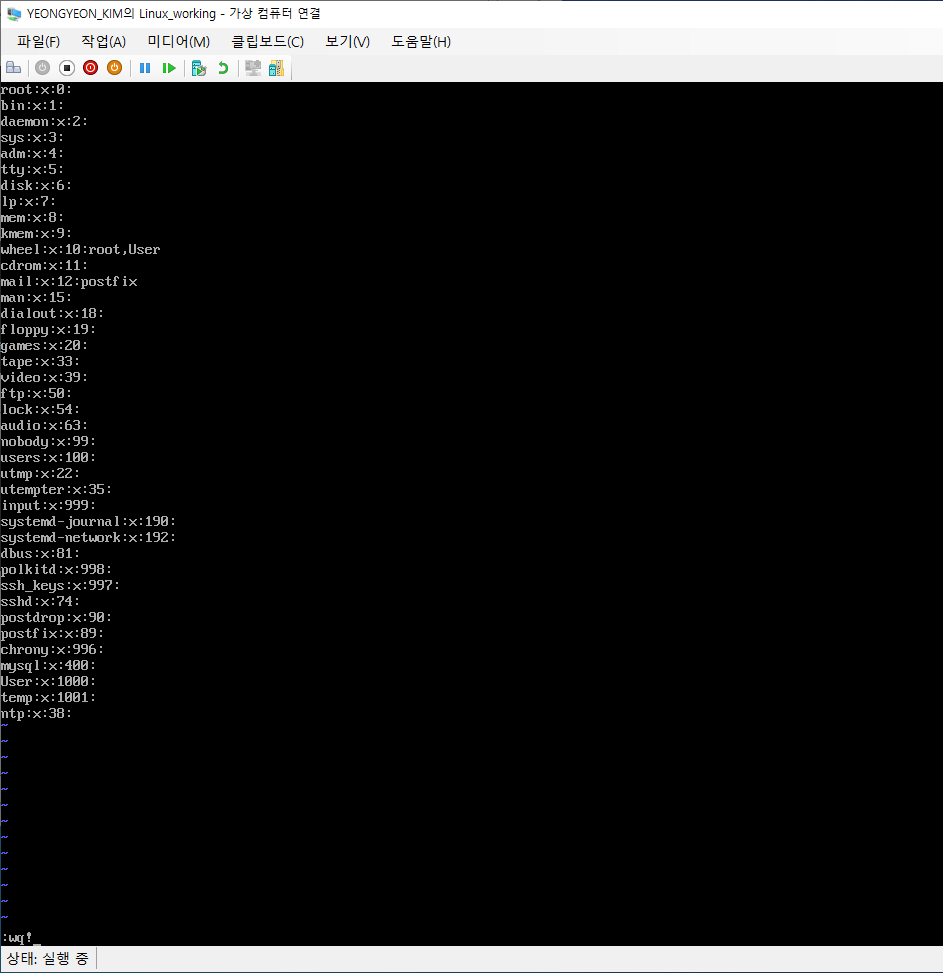 YEONGYEON_KIM의 Linux_working - 가상 컴퓨터 연결
파일(F) 작업(A) 미디어(M) 클립보드(C) 보기(V) 도움말(H)
root:x:0:
bin:x:1:
daemon:x:2:
sys:x:3:
adm:x:4:
tty:x:5:
disk:x:6:
lp:x:7:
mem:x:8:
kmem:x:9:
wheel:x:10:root,User
cdrom:x:11:
mail:x:12:postfix
man:x:15:
dialout:x:18:
floppy:x:19:
games:x:20:
tape:x:33:
video:x:39:
ftp:x:50:
lock:x:54:
audio:x:63:
nobody:x:99:
users:x:100:
utmp:x:22:
utempter:x:35:
input:x:999:
systemd-journal:x:190:
systemd-network:x:192:
dbus:x:81:
polkitd:x:998:
ssh_keys:x:997:
sshd:x:74:
postdrop:x:90:
postfix:x:89:
chrony:x:996:
mysql:x:400:
User:x:1000:
temp:x:1001:
ntp:x:38:
~
~
~
~
~
~
~
~
~
~
~
~
~
:wq!_
상태: 실행 중